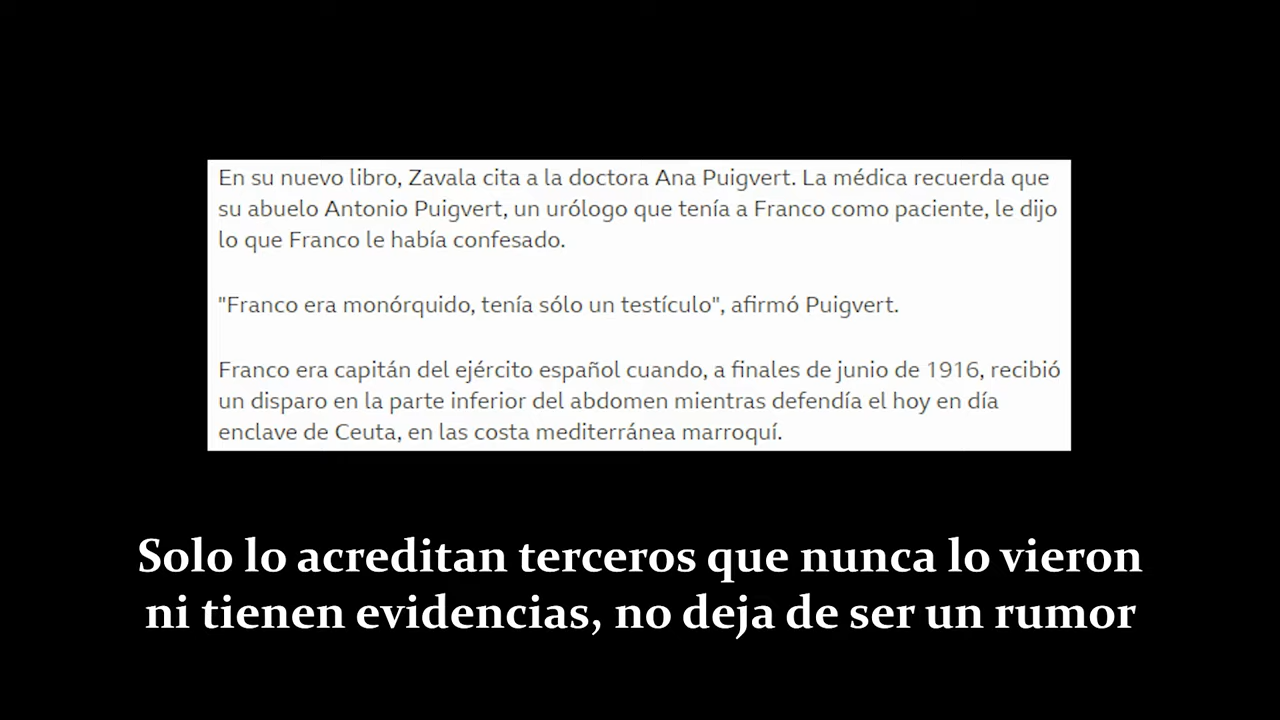 En su nuevo libro, Zavala cita a la doctora Ana Puigvert. La médica recuerda que
su abuelo Antonio Puigvert, un urólogo que tenía a Franco como paciente, le dijo
lo que Franco le había confesado.
"Franco era monórquido, tenía sólo un testículo", afirmó Puigvert.
Franco era capitán del ejército español cuando, a finales de junio de 1916, recibió
un disparo en la parte inferior del abdomen mientras defendía el hoy en día
enclave de Ceuta, en las costa mediterránea marroquí.
Solo lo acreditan terceros que nunca lo vieron
ni tienen evidencias, no deja de ser un rumor